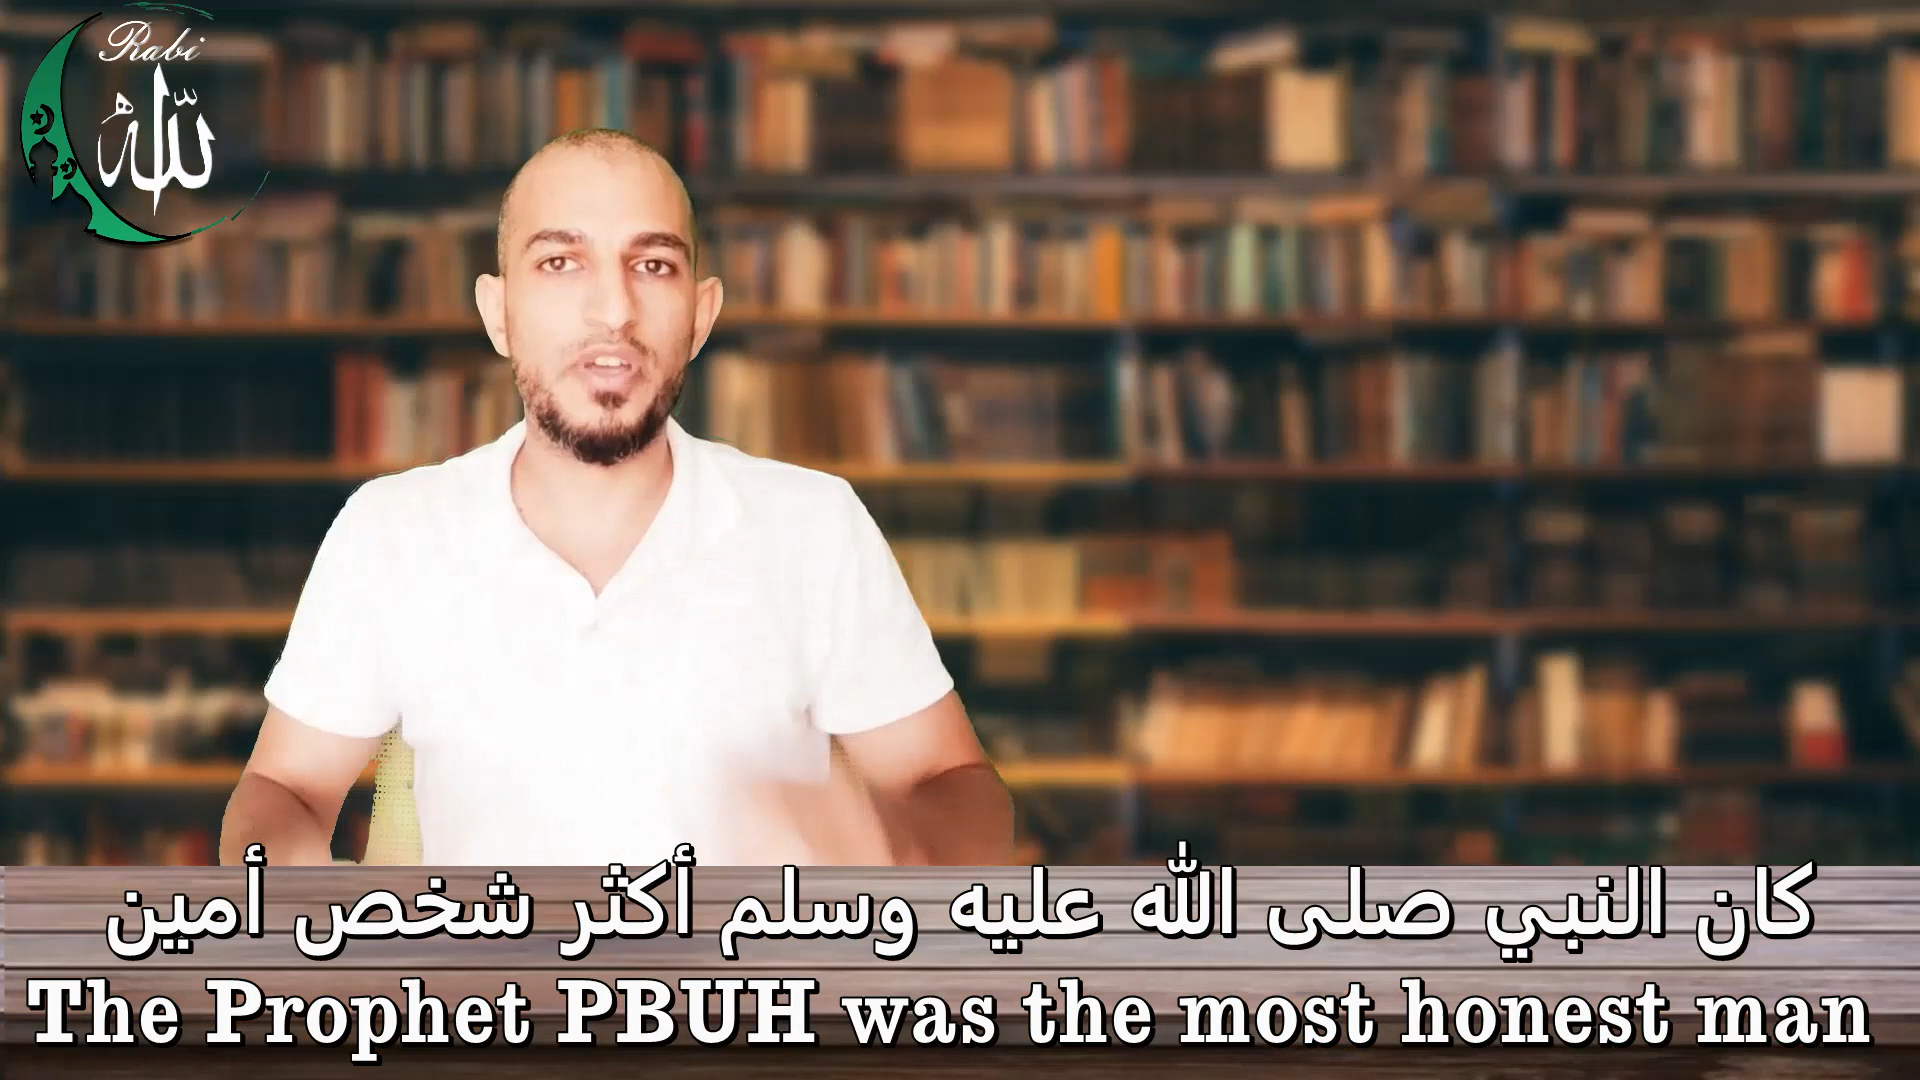 Rabi
الله
كان النبي صلى الله عليه وسلم أكثر شخص أمين
The Prophet PBUH was the most honest man